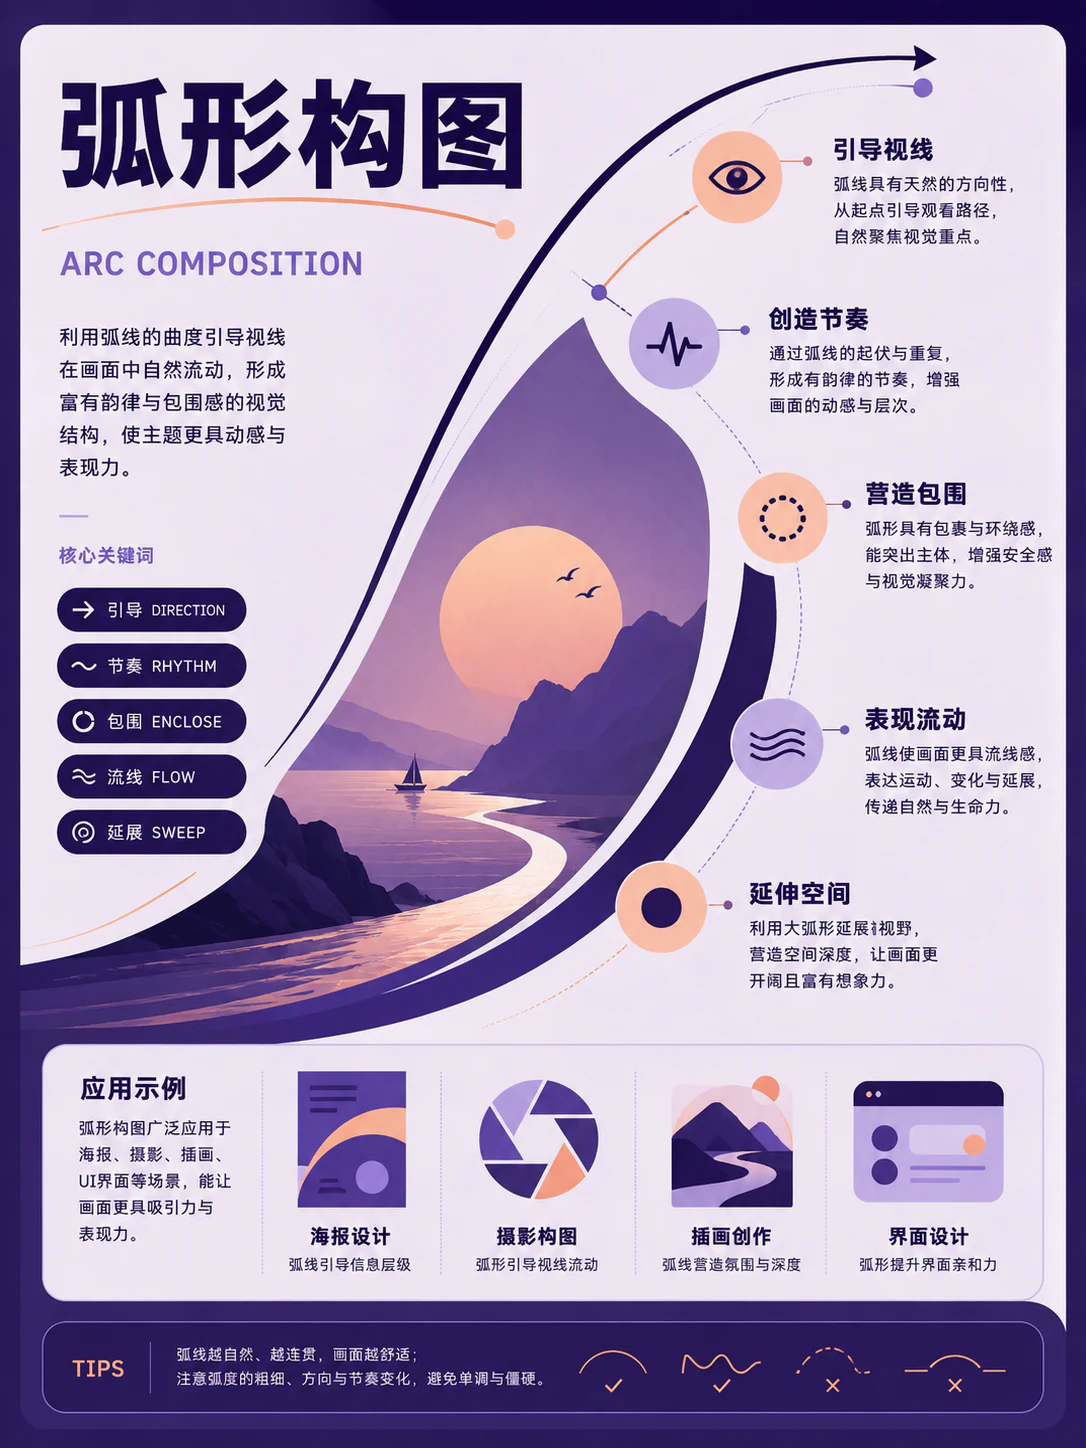 弧形构图
ARC COMPOSITION
利用弧线的曲度引导视线
在画面中自然流动，形成
富有韵律与包围感的视觉
结构，使主题更具动感与
表现力。
核心关键词
引导 DIRECTION
节奏 RHYTHM
包围 ENCLOSE
流线 FLOW
延展 SWEEP
引导视线
弧线具有天然的方向性，
从起点引导观看路径，
自然聚焦视觉重点。
创造节奏
通过弧线的起伏与重复，
形成有韵律的节奏，增强
画面的动感与层次。
营造包围
弧形具有包裹与环绕感，
能突出主体，增强安全感
与视觉凝聚力。
表现流动
弧线使画面更具流线感，
表达运动、变化与延展，
传递自然与生命力。
延伸空间
利用大弧形延展视野，
营造空间深度，让画面更
开阔且富有想象力。
应用示例
弧形构图广泛应用于
海报、摄影、插画、
UI界面等场景，能让
画面更具吸引力与
表现力。
海报设计
弧线引导信息层级
摄影构图
弧形引导视线流动
插画创作
弧线营造氛围与深度
界面设计
弧形提升界面亲和力
TIPS
弧线越自然、越连贯，画面越舒适；
注意弧度的粗细、方向与节奏变化，避免单调与僵硬。